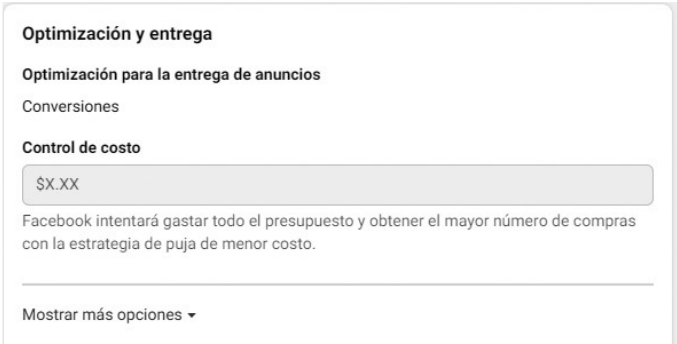 Optimización y entrega
Optimización para la entrega de anuncios
Conversiones
Control de costo
$X.XX
Facebook intentará gastar todo el presupuesto y obtener el mayor número de compras
con la estrategia de puja de menor costo.
Mostrar más opciones